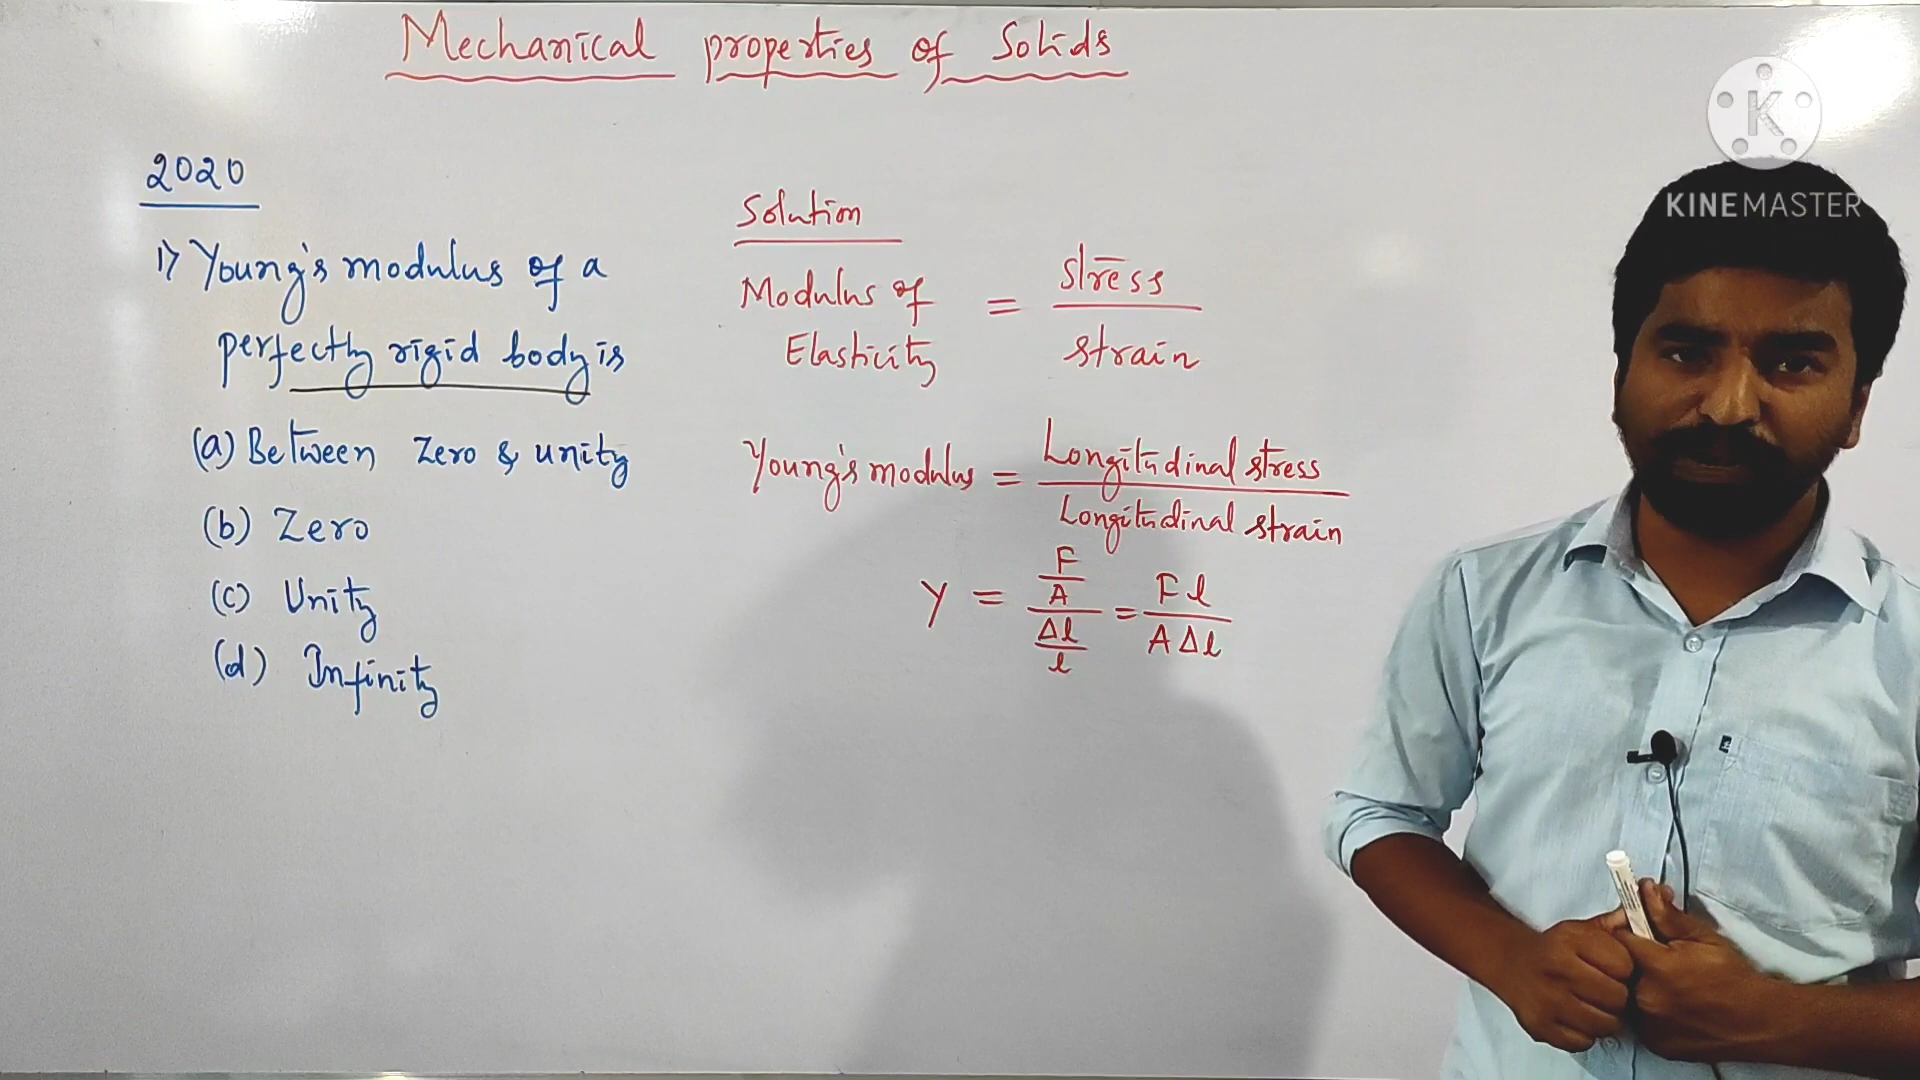 Mechanical properties of Solids
2020
1) Young's modulus of a
perfectly rigid body is
(a) Between Zero & unity
(b) Zero
(c) Unity
(d) Infinity
Solution
Modulus of Elasticity = stress / strain
Young's modulus = Longitudinal stress / Longitudinal strain
Y = F/A / Δl/l = Fl / AΔl
K
KINEMASTER